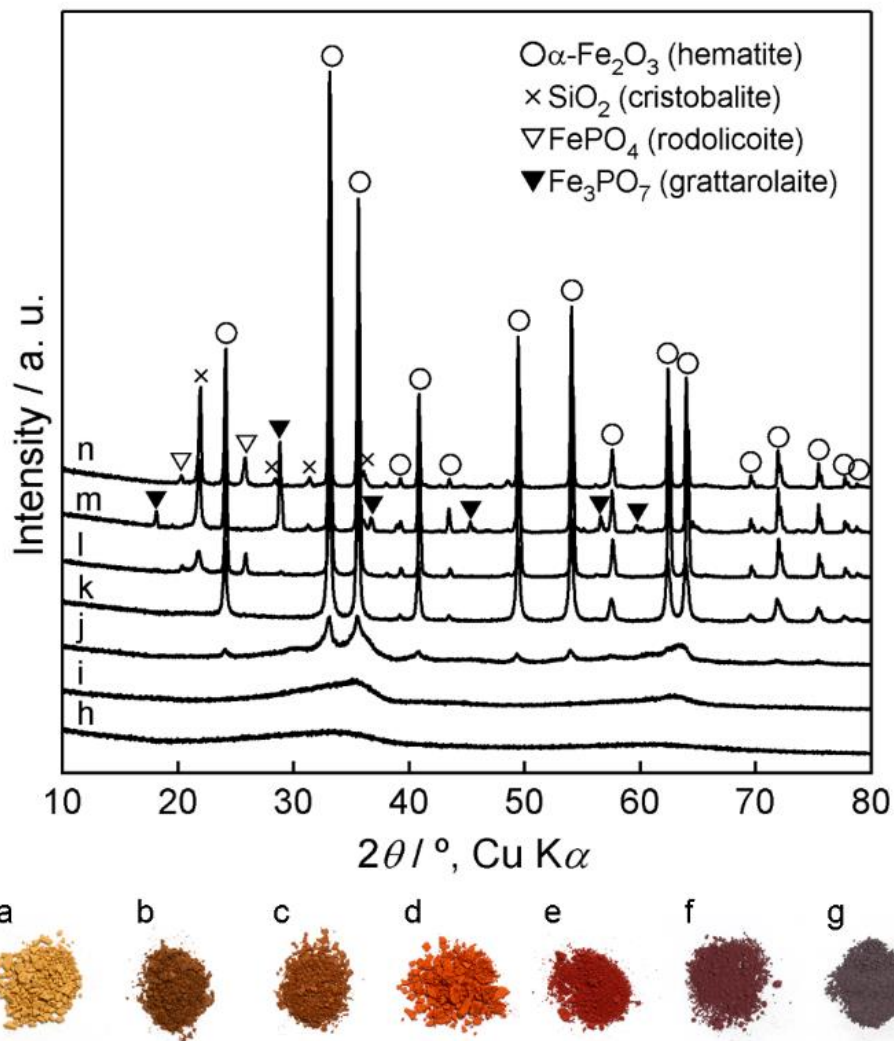 ○α-Fe₂O₃ (hematite)
× SiO₂ (cristobalite)
▽FePO₄ (rodolicoite)
▼Fe₃PO₇ (grattarolaite)
Intensity / a. u.
n
m
l
k
j
i
h
10 20 30 40 50 60 70 80
2θ / º, Cu Kα
a b c d e f g